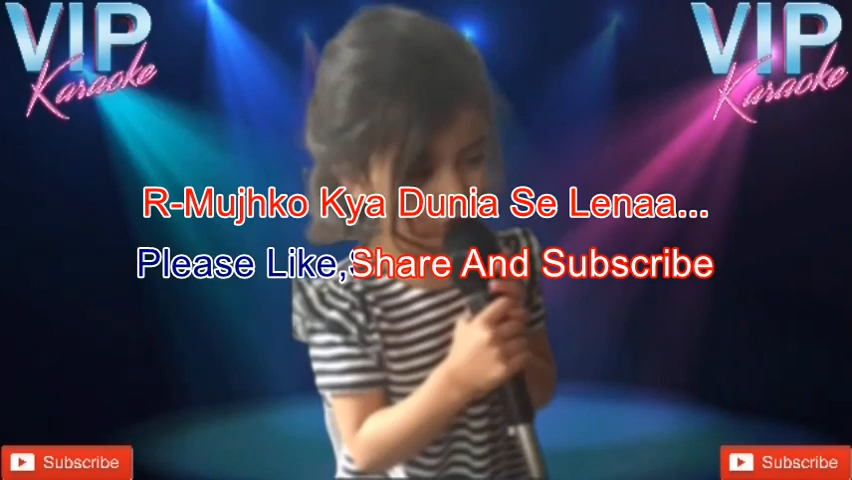 VIP
Karaoke
VIP
Karaoke
R-Mujhko Kya Dunia Se Lenaa...
Please Like,Share And Subscribe
Subscribe
Subscribe